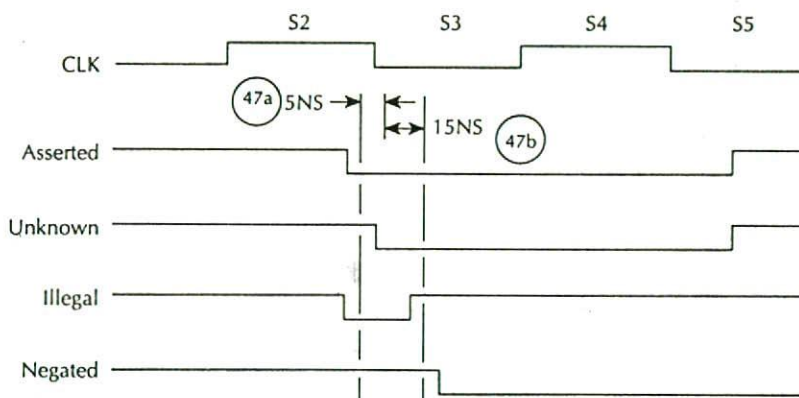 S2 S3 S4 S5
CLK
47a 5NS
15NS 47b
Asserted
Unknown
Illegal
Negated